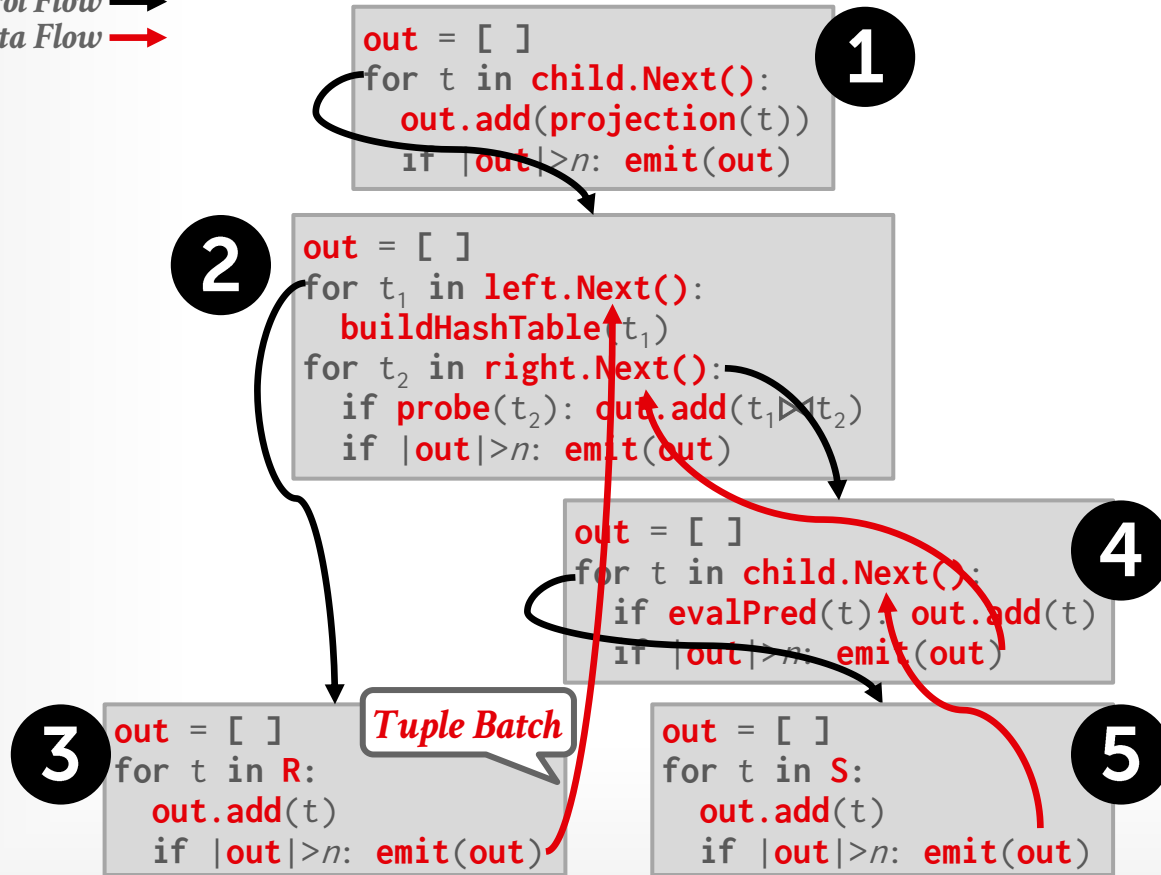 Flow
Flow
1
out = [ ]
for t in child.Next():
out.add(projection(t))
if |out|>n: emit(out)
2
out = [ ]
for t₁ in left.Next():
buildHashTable(t₁)
for t₂ in right.Next():
if probe(t₂): out.add(t₁⋈t₂)
if |out|>n: emit(out)
4
out = [ ]
for t in child.Next():
if evalPred(t): out.add(t)
if |out|>n: emit(out)
3
Tuple Batch
out = [ ]
for t in R:
out.add(t)
if |out|>n: emit(out)
5
out = [ ]
for t in S:
out.add(t)
if |out|>n: emit(out)